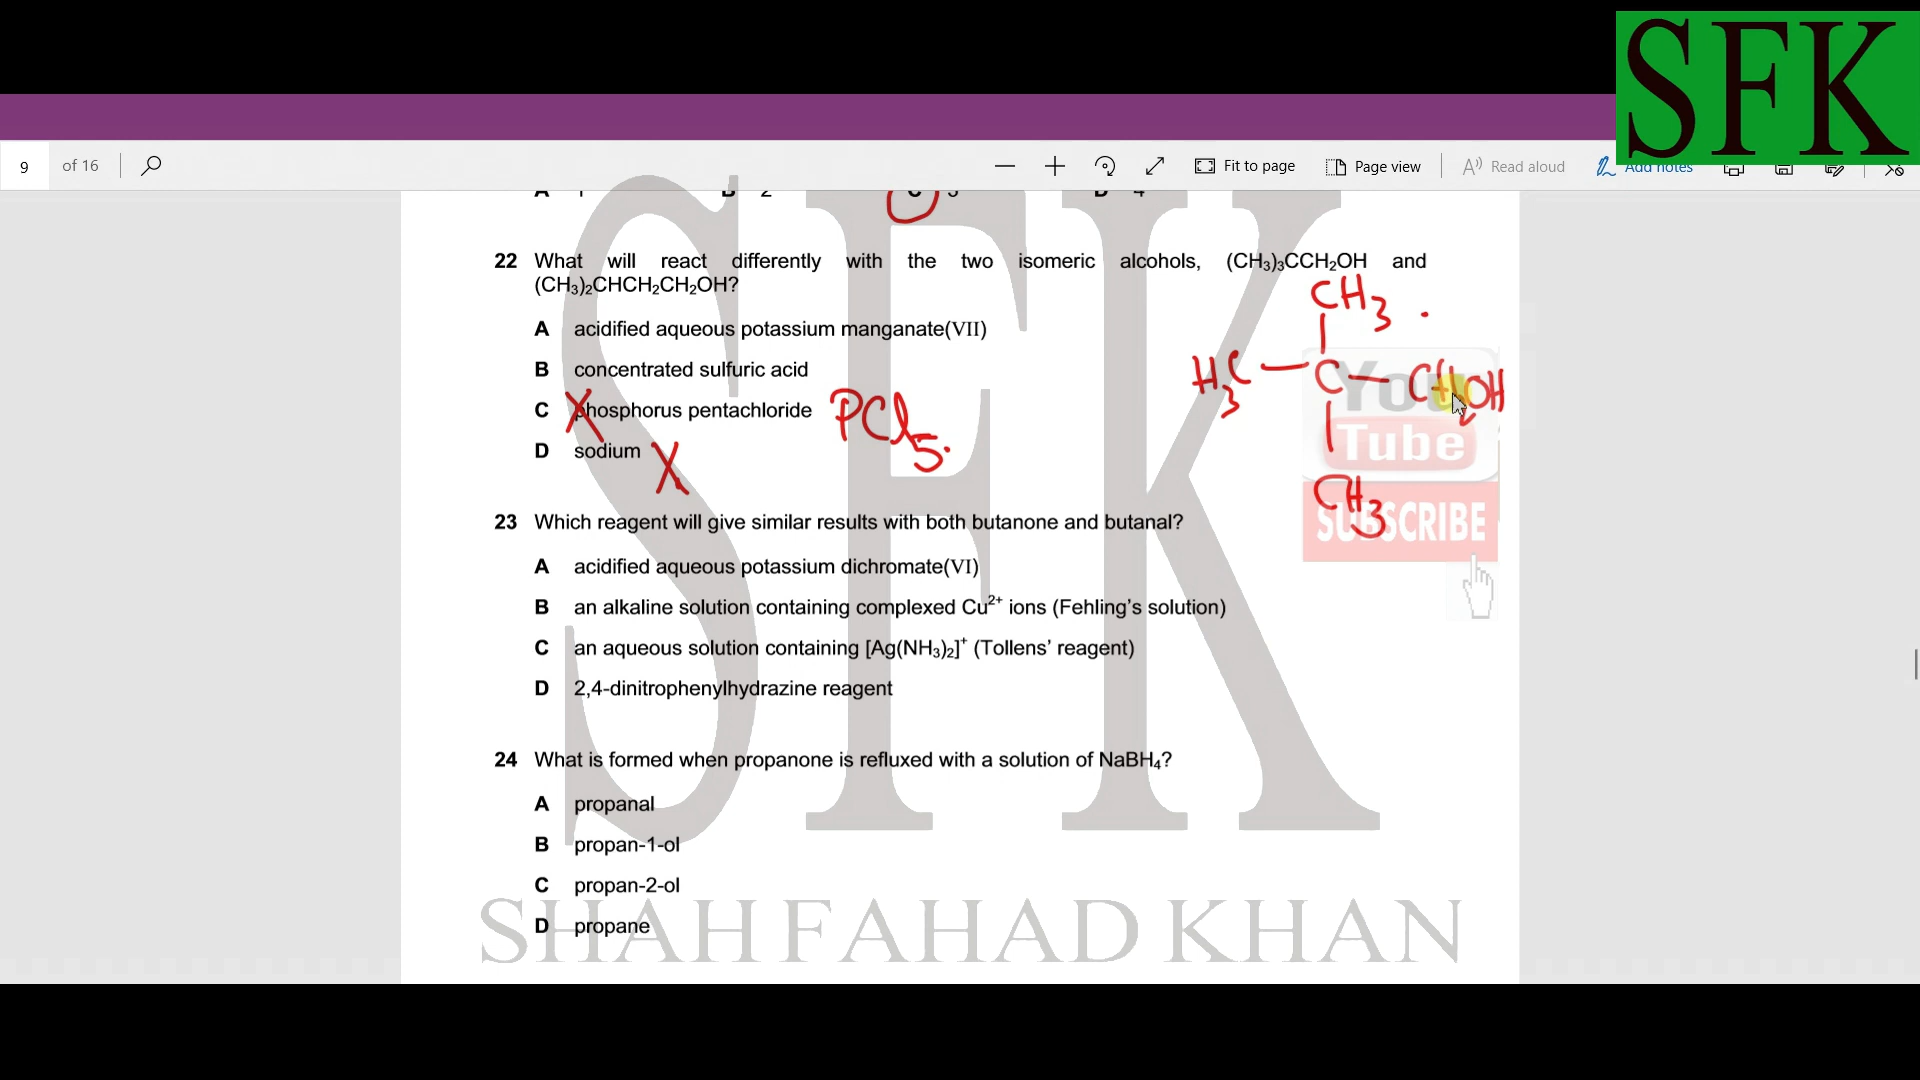 SFK
9 of 16 Fit to page Page view Read aloud Add notes
22 What will react differently with the two isomeric alcohols, (CH₃)₃CCH₂OH and
(CH₃)₂CHCH₂CH₂OH?
CH₃
A acidified aqueous potassium manganate(VII)
B concentrated sulfuric acid
H₃C C CH₂OH
C phosphorus pentachloride PCl₅
D sodium
You
Tube
CH₃
SUBSCRIBE
23 Which reagent will give similar results with both butanone and butanal?
A acidified aqueous potassium dichromate(VI)
B an alkaline solution containing complexed Cu²⁺ ions (Fehling's solution)
C an aqueous solution containing [Ag(NH₃)₂]⁺ (Tollens' reagent)
D 2,4-dinitrophenylhydrazine reagent
24 What is formed when propanone is refluxed with a solution of NaBH₄?
A propanal
B propan-1-ol
C propan-2-ol
D propane
SFK
SHAH FAHAD KHAN